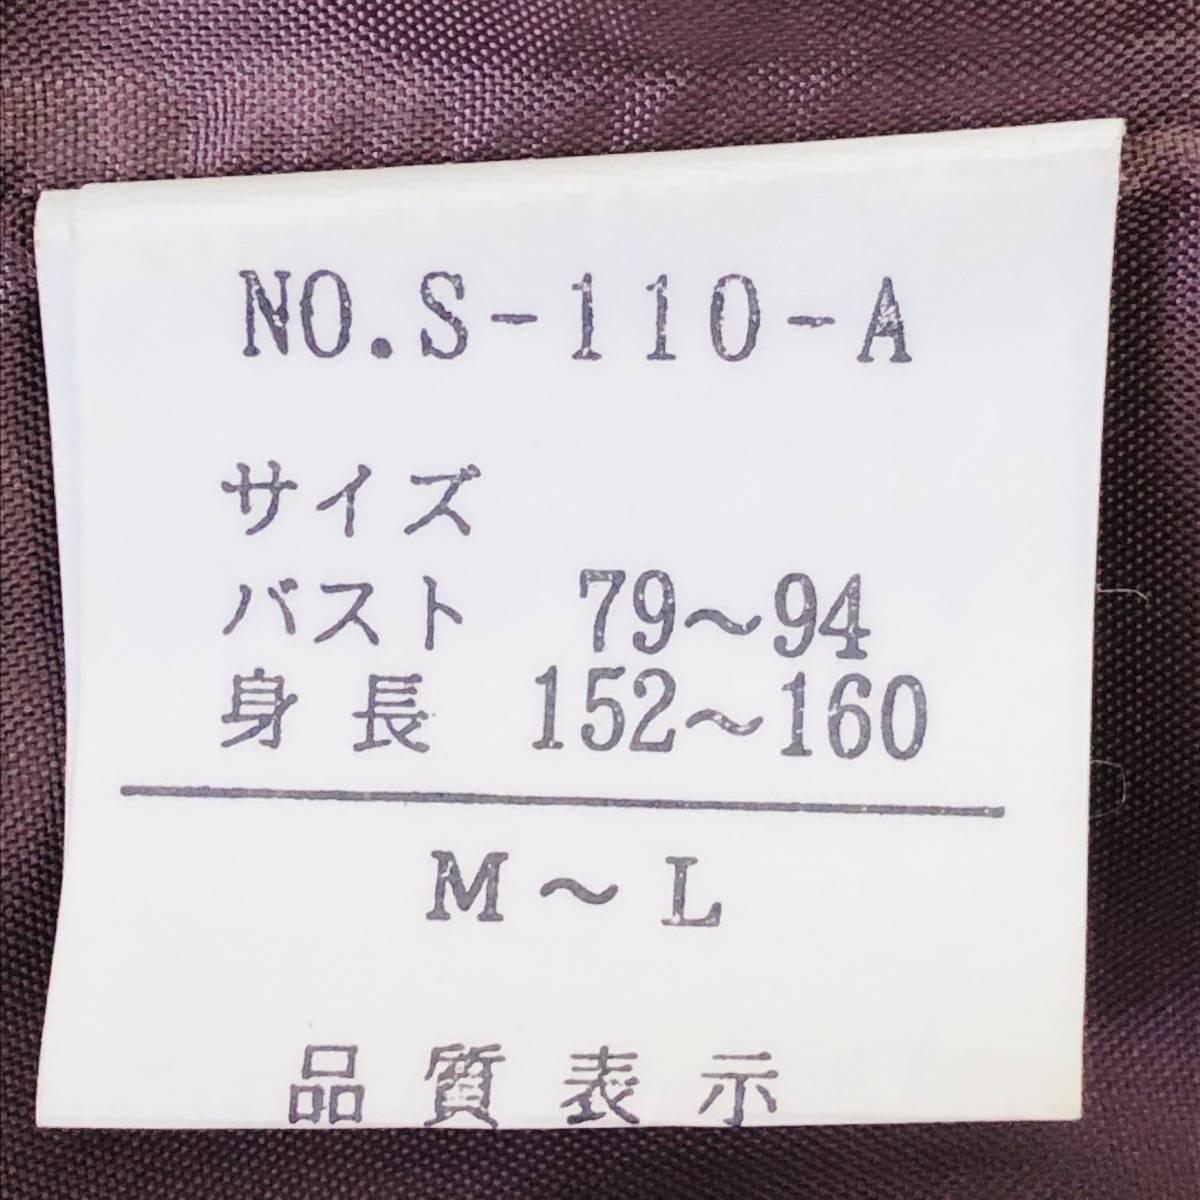 NO.S-110-A
サイズ
バスト 79～94
身長 152～160
M～L
品質表示